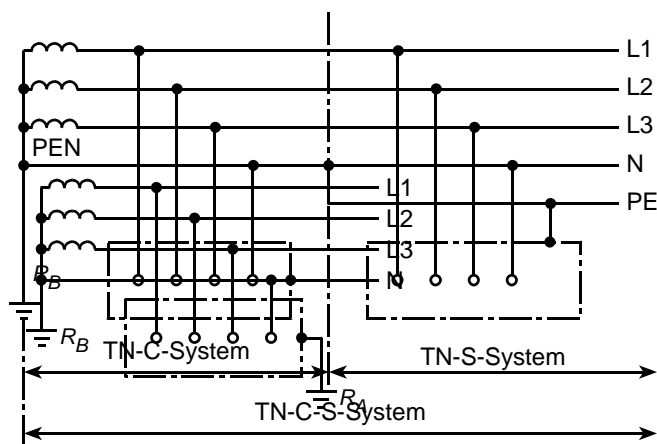 L1
L2
L3
PEN
N
L1
PE
L2
L3
R_B
N
R_B
TN-C-System
TN-S-System
R_A
TN-C-S-System